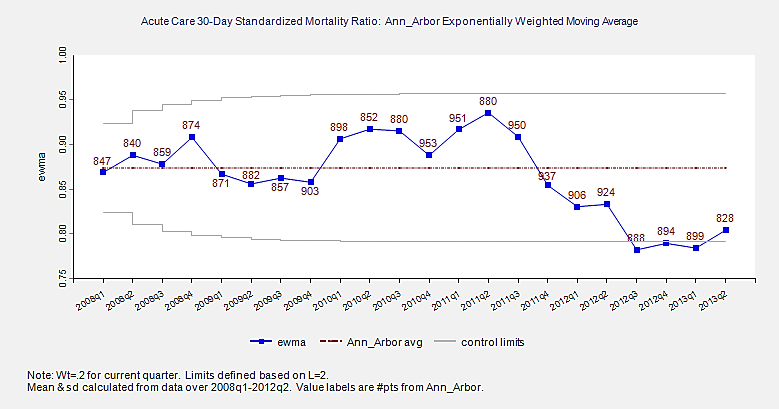 Acute Care 30-Day Standardized Mortality Ratio: Ann_Arbor Exponentially Weighted Moving Average
1.00
0.95
0.90
0.85
0.80
0.75
ewma
847 840 859 874 871 882 857 903 898 852 880 953 951 880 950 937 906 924 888 894 899 828
2008q1 2008q2 2008q3 2008q4 2009q1 2009q2 2009q3 2009q4 2010q1 2010q2 2010q3 2010q4 2011q1 2011q2 2011q3 2011q4 2012q1 2012q2 2012q3 2012q4 2013q1 2013q2
ewma Ann_Arbor avg control limits
Note: Wt=.2 for current quarter. Limits defined based on L=2.
Mean & sd calculated from data over 2008q1-2012q2. Value labels are #pts from Ann_Arbor.